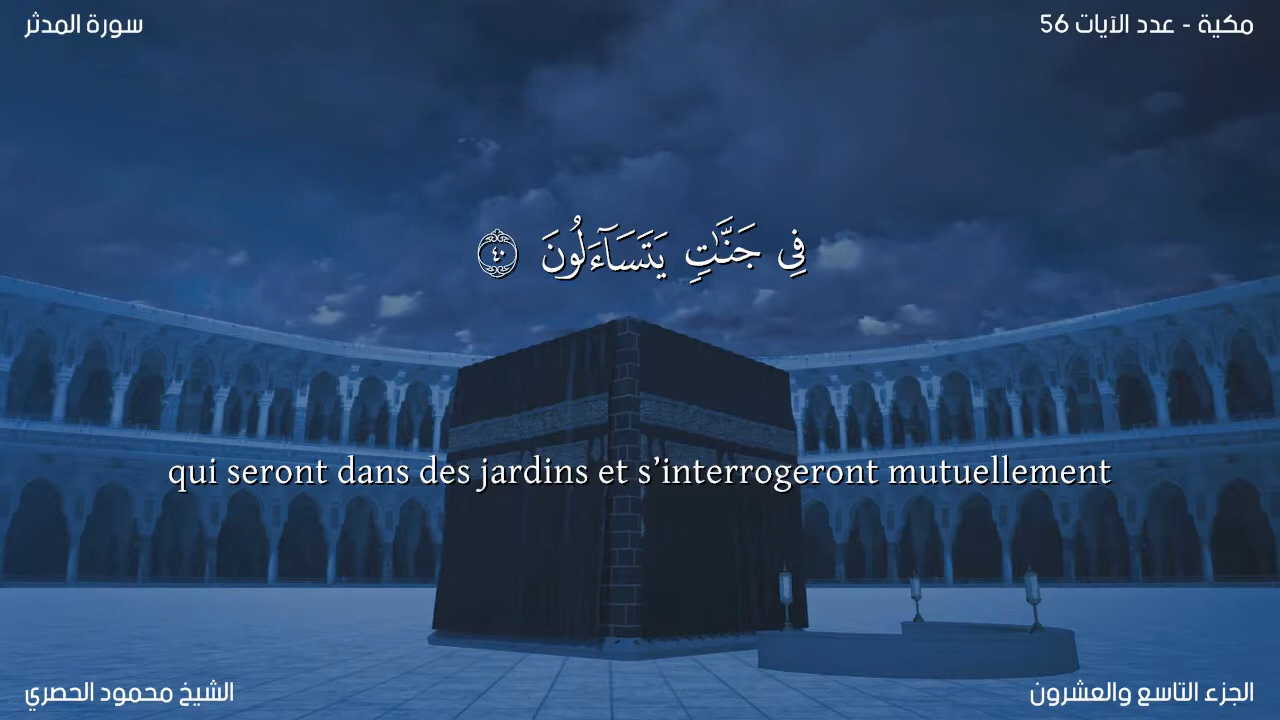 سورة المدثر
مكية - عدد الآيات 56
فِي جَنَّٰتٍ يَتَسَآءَلُونَ ٤٠
qui seront dans des jardins et s’interrogeront mutuellement
الشيخ محمود الحصري
الجزء التاسع والعشرون